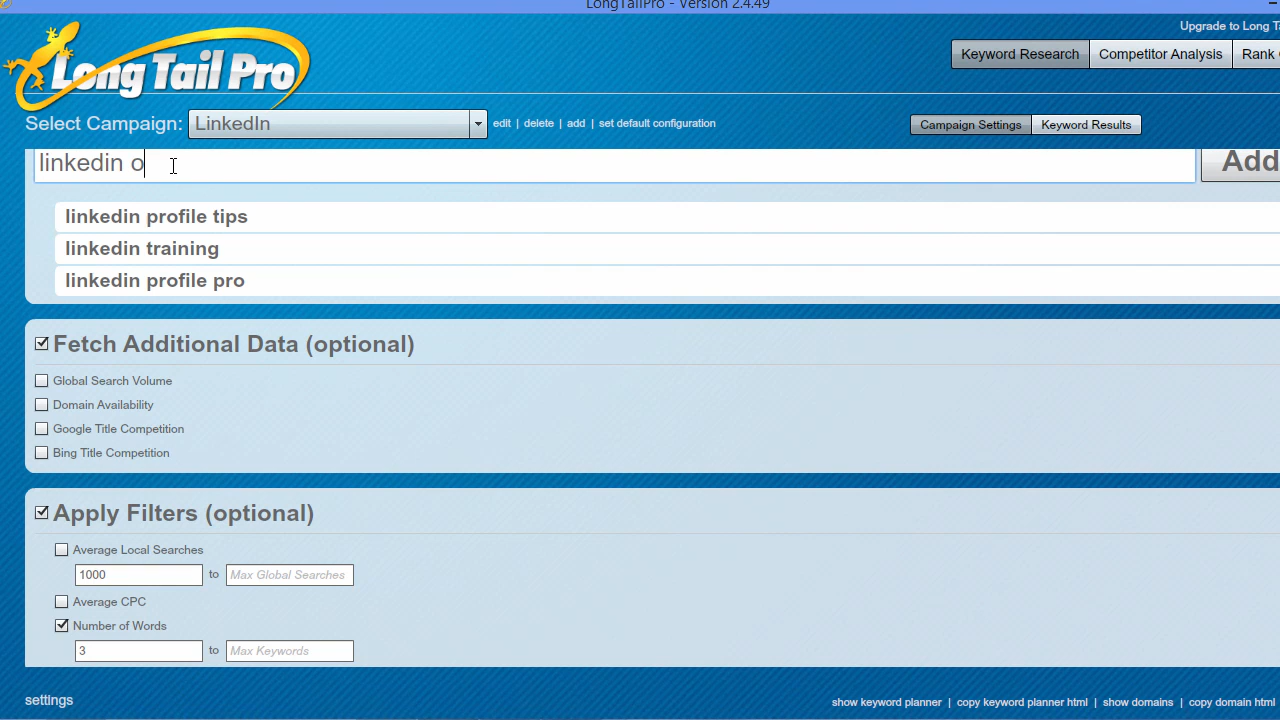 LongTailPro - Version 2.4.49
Upgrade to Long T
Long Tail Pro
Keyword Research
Competitor Analysis
Rank
Select Campaign:
LinkedIn
edit | delete | add | set default configuration
Campaign Settings
Keyword Results
linkedin o
Add
linkedin profile tips
linkedin training
linkedin profile pro
Fetch Additional Data (optional)
Global Search Volume
Domain Availability
Google Title Competition
Bing Title Competition
Apply Filters (optional)
Average Local Searches
1000 to Max Global Searches
Average CPC
Number of Words
3 to Max Keywords
settings
show keyword planner | copy keyword planner html | show domains | copy domain html